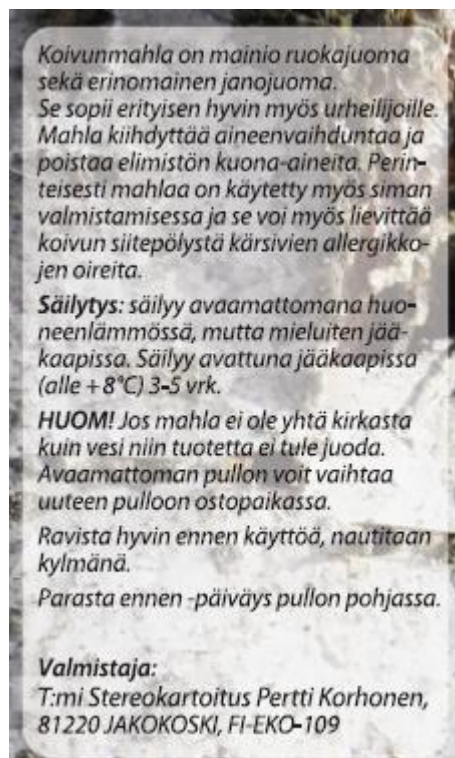 Koivunmahla on mainio ruokajuoma
sekä erinomainen janojuoma.
Se sopii erityisen hyvin myös urheilijoille.
Mahla kiihdyttää aineenvaihduntaa ja
poistaa elimistön kuona-aineita. Perin-
teisesti mahlaa on käytetty myös siman
valmistamisessa ja se voi myös lievittää
koivun siitepölystä kärsivien allergikko-
jen oireita.
Säilytys: säilyy avaamattomana huo-
neenlämmössä, mutta mieluiten jää-
kaapissa. Säilyy avattuna jääkaapissa
(alle +8°C) 3-5 vrk.
HUOM! Jos mahla ei ole yhtä kirkasta
kuin vesi niin tuotetta ei tule juoda.
Avaamattoman pullon voit vaihtaa
uuteen pulloon ostopaikassa.
Ravista hyvin ennen käyttöä, nautitaan
kylmänä.
Parasta ennen -päiväys pullon pohjassa.
Valmistaja:
T:mi Stereokartoitus Pertti Korhonen,
81220 JAKOKOSKI, FI-EKO-109